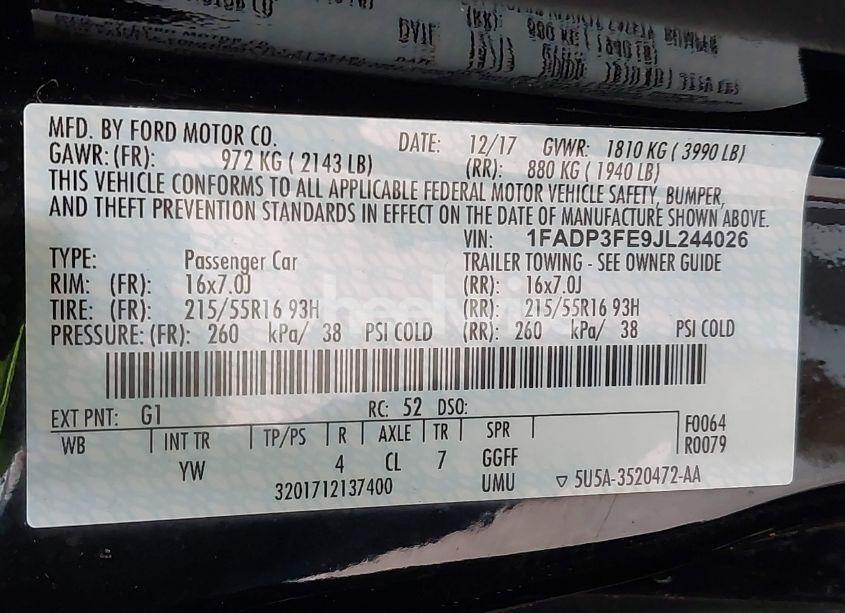 MFD. BY FORD MOTOR CO. DATE: 12/17 GVWR: 1810 KG ( 3990 LB)
GAWR: (FR): 972 KG ( 2143 LB) (RR): 880 KG ( 1940 LB)
THIS VEHICLE CONFORMS TO ALL APPLICABLE FEDERAL MOTOR VEHICLE SAFETY, BUMPER,
AND THEFT PREVENTION STANDARDS IN EFFECT ON THE DATE OF MANUFACTURE SHOWN ABOVE.
VIN: 1FADP3FE9JL244026
TYPE: Passenger Car TRAILER TOWING - SEE OWNER GUIDE
RIM: (FR): 16x7.0J (RR): 16x7.0J
TIRE: (FR): 215/55R16 93H (RR): 215/55R16 93H
PRESSURE: (FR): 260 kPa/ 38 PSI COLD (RR): 260 kPa/ 38 PSI COLD
EXT PNT: G1 RC: 52 DSO:
WB INT TR TP/PS R AXLE TR SPR F0064
YW 4 CL 7 GGFF R0079
3201712137400 UMU ▽ 5U5A-3520472-AA